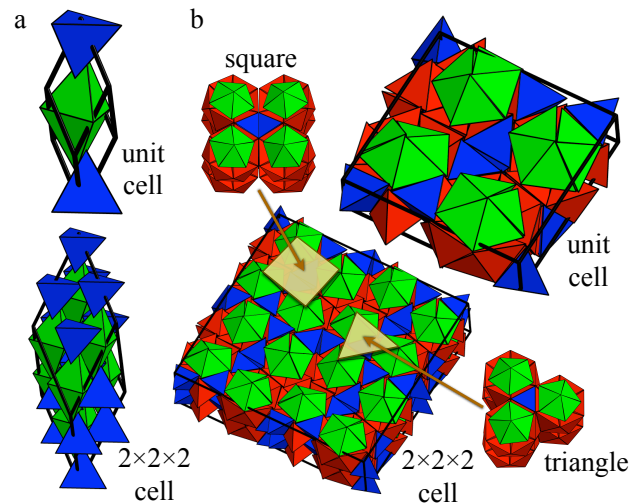 a
b
square
unit
cell
unit
cell
2×2×2
cell
2×2×2
cell
triangle